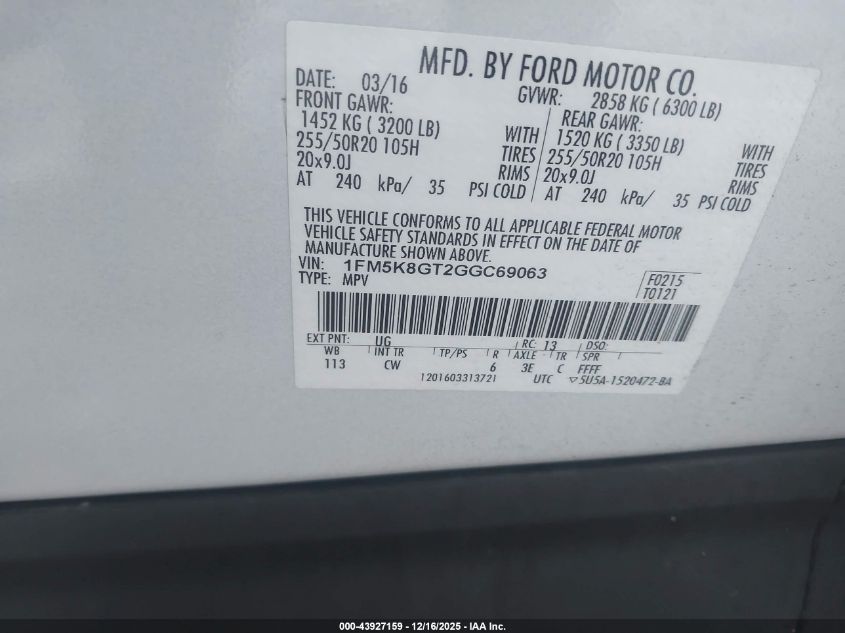 MFD. BY FORD MOTOR CO.
DATE: 03/16
GVWR: 2858 KG ( 6300 LB)
FRONT GAWR:
1452 KG ( 3200 LB) WITH
255/50R20 105H TIRES
20x9.0J RIMS
AT 240 kPa/ 35 PSI COLD
REAR GAWR:
1520 KG ( 3350 LB) WITH
255/50R20 105H TIRES
20x9.0J RIMS
AT 240 kPa/ 35 PSI COLD
THIS VEHICLE CONFORMS TO ALL APPLICABLE FEDERAL MOTOR
VEHICLE SAFETY STANDARDS IN EFFECT ON THE DATE OF
MANUFACTURE SHOWN ABOVE.
VIN: 1FM5K8GT2GGC69063
TYPE: MPV
F0215
T0121
EXT PNT: UG RC: 13 DSO:
WB INT TR TP/PS R AXLE TR SPR
113 CW 6 3E C FFFF
1201603313721 UTC ▽5U5A-1520472-BA
000-43927159 - 12/16/2025 - IAA Inc.